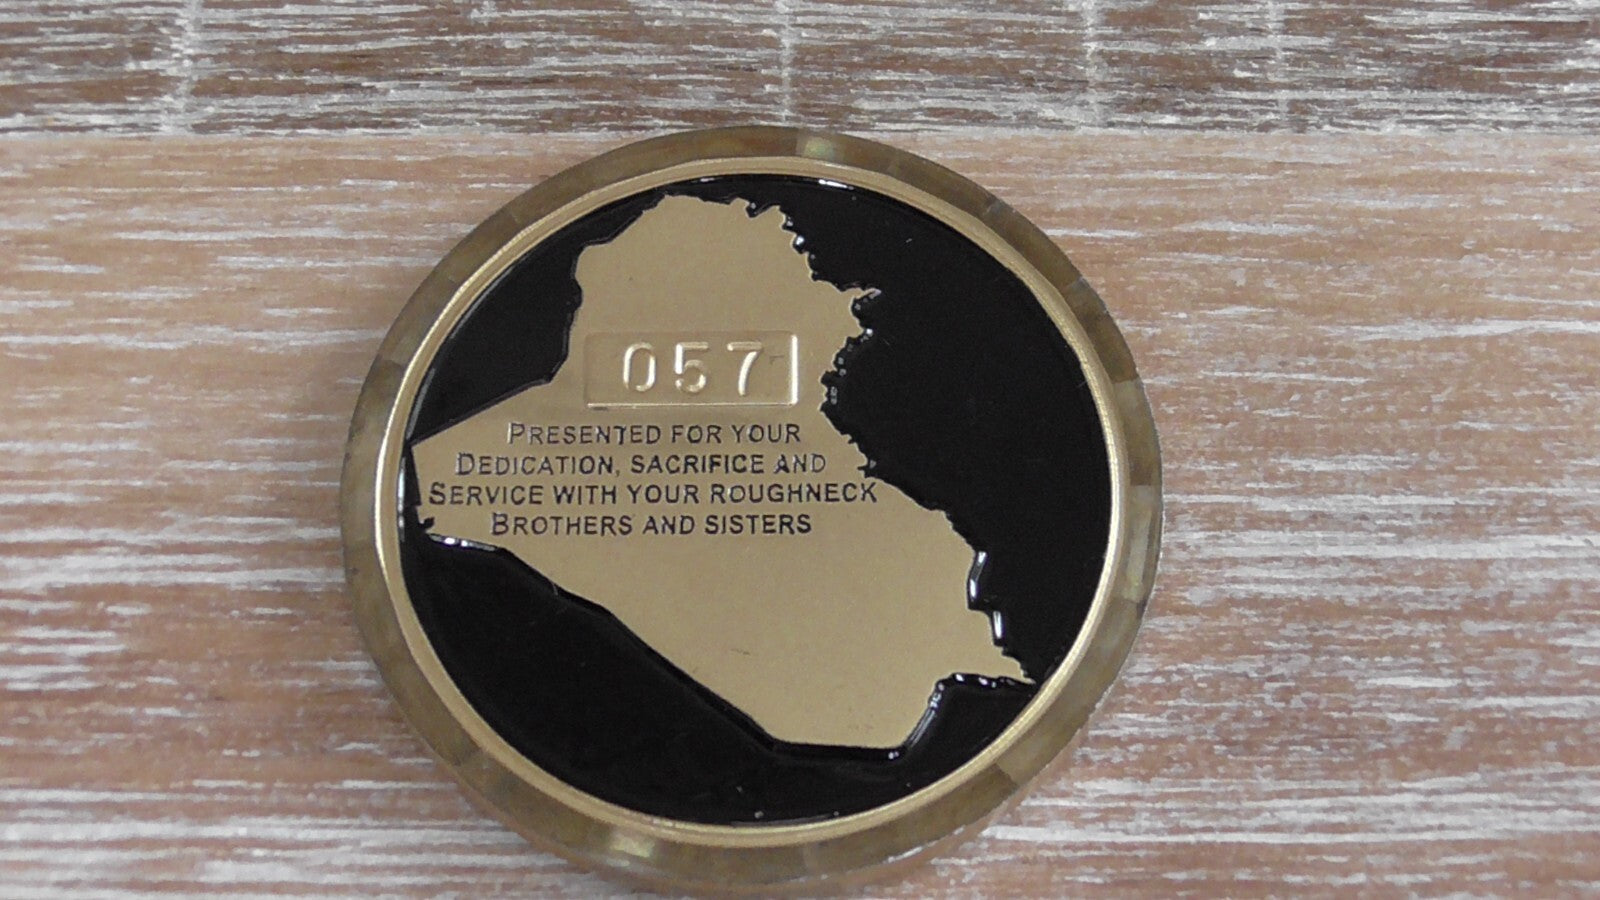 057
PRESENTED FOR YOUR
DEDICATION, SACRIFICE AND
SERVICE WITH YOUR ROUGHNECK
BROTHERS AND SISTERS